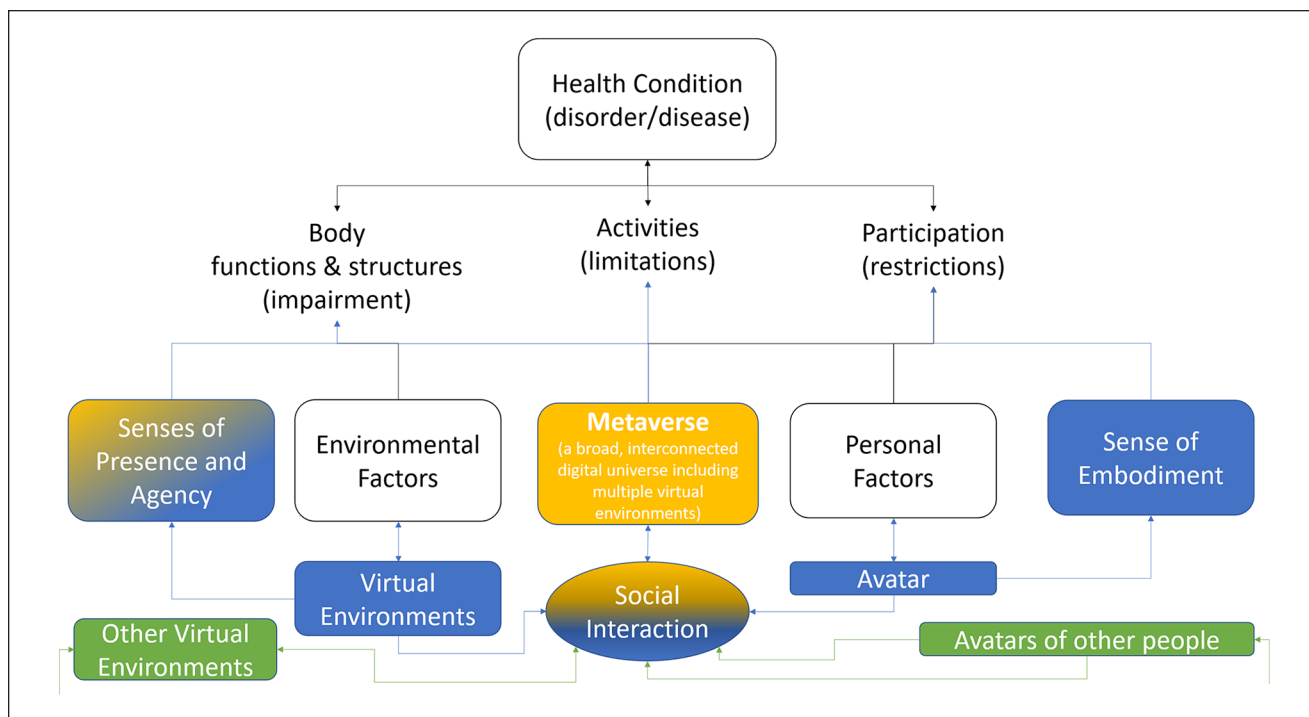 Health Condition
(disorder/disease)
Body
functions & structures
(impairment)
Activities
(limitations)
Participation
(restrictions)
Senses of
Presence and
Agency
Environmental
Factors
Metaverse
(a broad, interconnected
digital universe including
multiple virtual
environments)
Personal
Factors
Sense of
Embodiment
Virtual
Environments
Social
Interaction
Avatar
Other Virtual
Environments
Avatars of other people